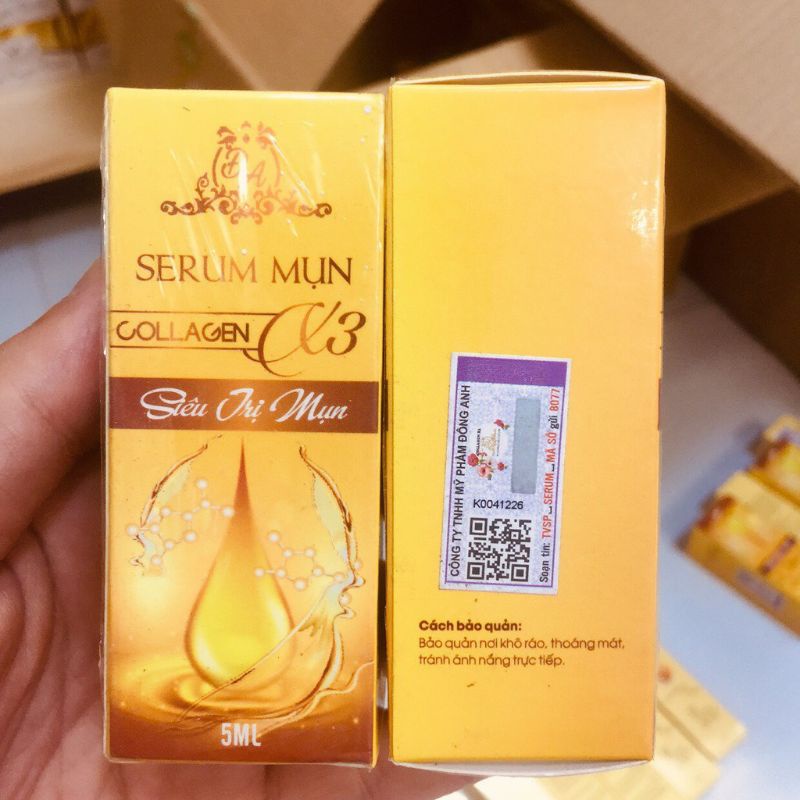 ĐA
SERUM MỤN
COLLAGEN X3
Siêu Trị Mụn
5ML
CÔNG TY TNHH MỸ PHẨM ĐÔNG ANH
K0041226
Soạn tin: TVSP_SERUM_MÃ SỐ gửi 8077
Cách bảo quản:
Bảo quản nơi khô ráo, thoáng mát,
tránh ánh nắng trực tiếp.